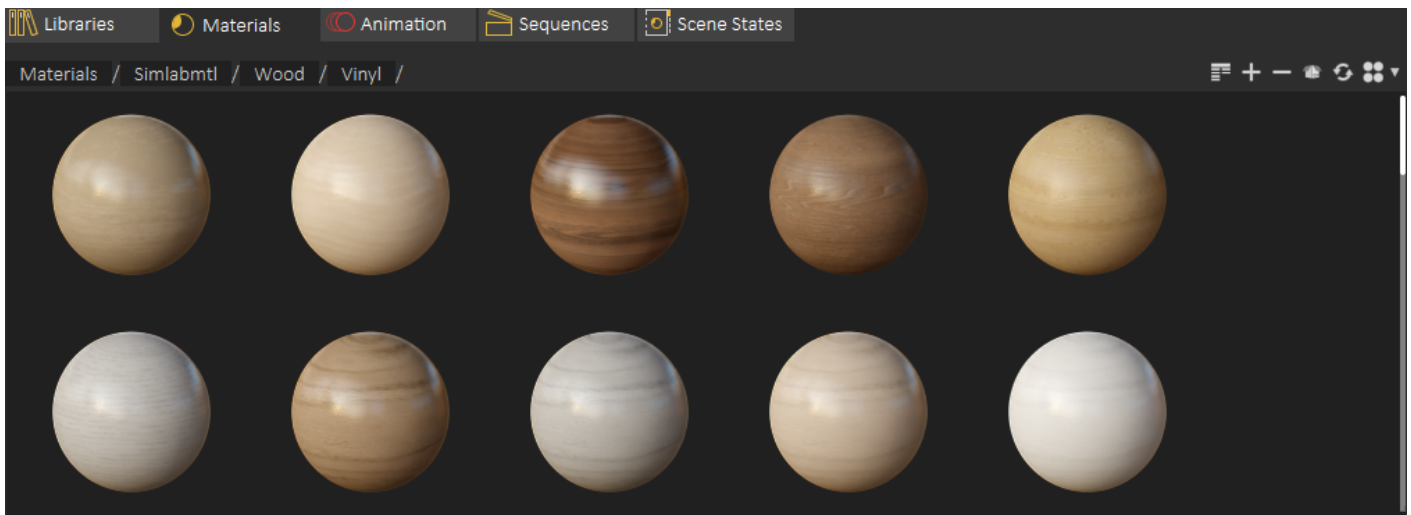 Libraries Materials Animation Sequences Scene States
Materials / Simlabmtl / Wood / Vinyl /